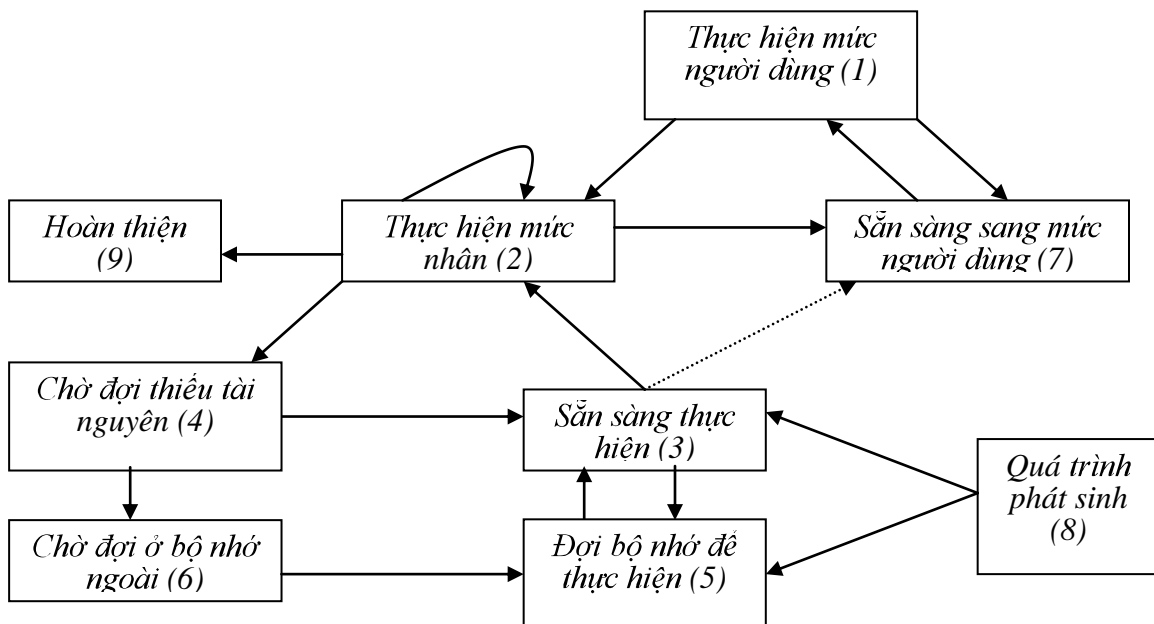 Thực hiện mức
người dùng (1)
Hoàn thiện
(9)
Thực hiện mức
nhân (2)
Sẵn sàng sang mức
người dùng (7)
Chờ đợi thiếu tài
nguyên (4)
Sẵn sàng thực
hiện (3)
Quá trình
phát sinh
(8)
Chờ đợi ở bộ nhớ
ngoài (6)
Đợi bộ nhớ để
thực hiện (5)